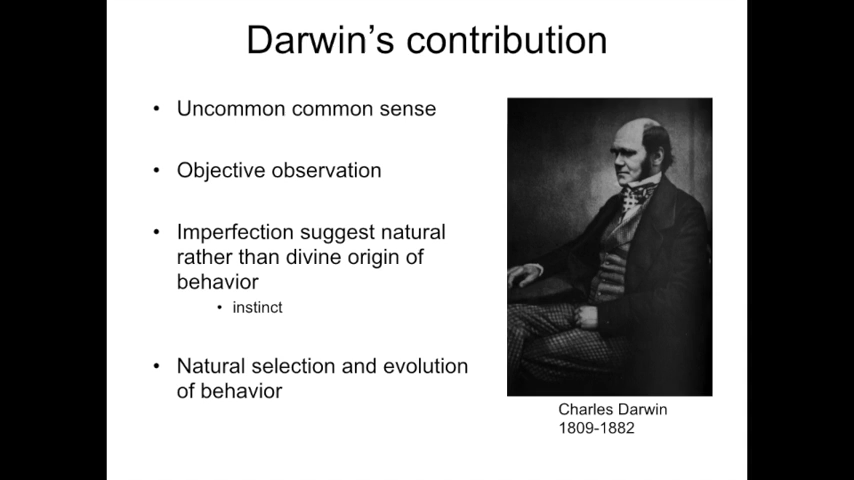 Darwin's contribution
• Uncommon common sense
• Objective observation
• Imperfection suggest natural
rather than divine origin of
behavior
• instinct
• Natural selection and evolution
of behavior
Charles Darwin
1809-1882